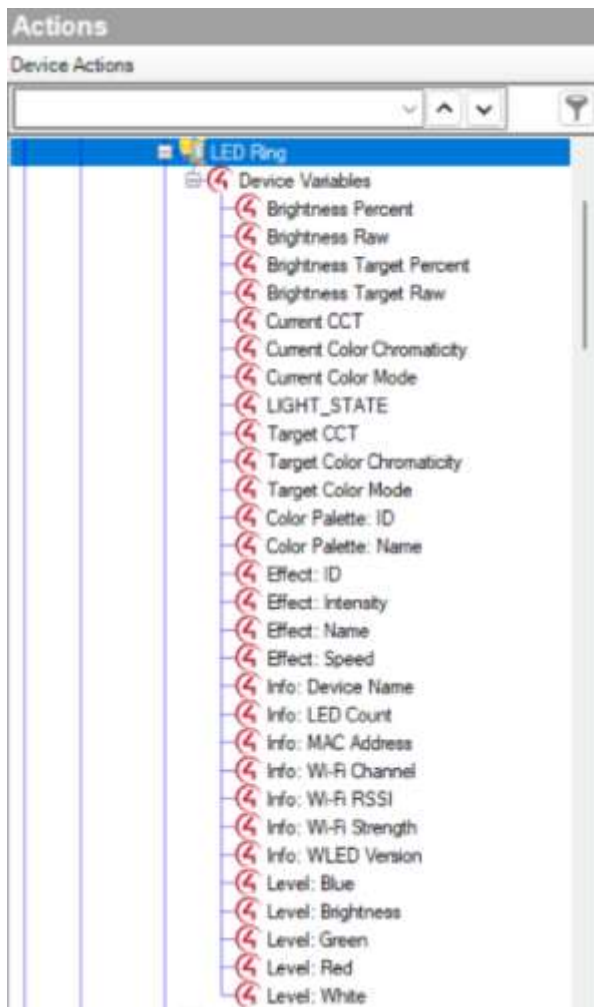 Actions
Device Actions
LED Ring
Device Variables
Brightness Percent
Brightness Raw
Brightness Target Percent
Brightness Target Raw
Current CCT
Current Color Chromaticity
Current Color Mode
LIGHT_STATE
Target CCT
Target Color Chromaticity
Target Color Mode
Color Palette: ID
Color Palette: Name
Effect: ID
Effect: Intensity
Effect: Name
Effect: Speed
Info: Device Name
Info: LED Count
Info: MAC Address
Info: Wi-Fi Channel
Info: Wi-Fi RSSI
Info: Wi-Fi Strength
Info: WLED Version
Level: Blue
Level: Brightness
Level: Green
Level: Red
Level: White